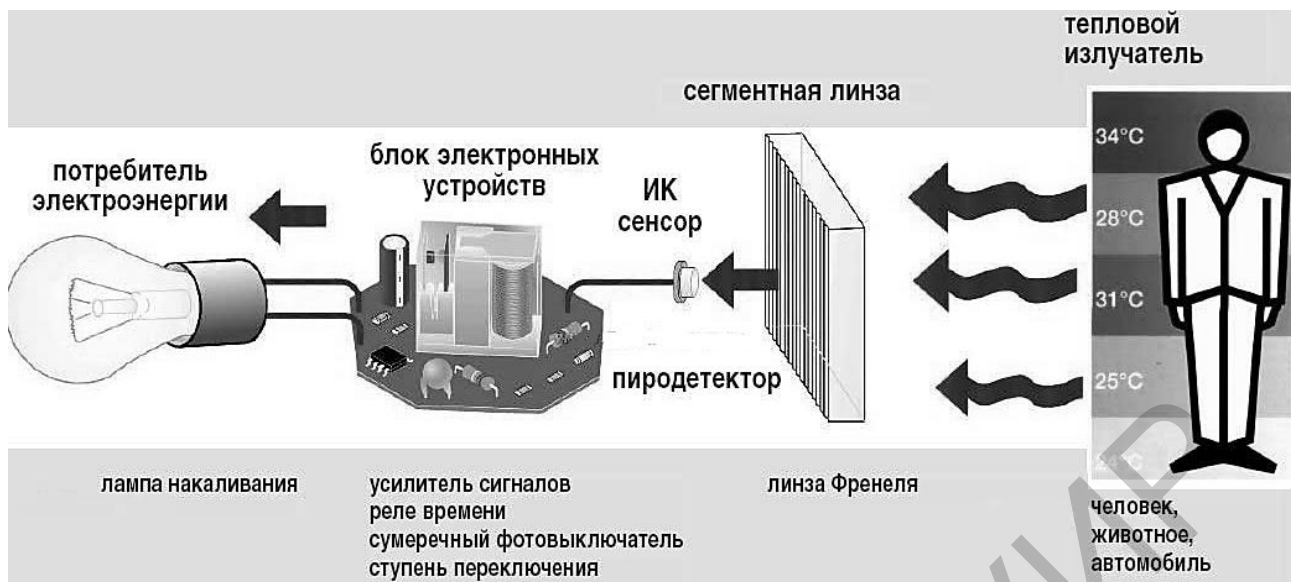 тепловой
излучатель
сегментная линза
34°C
28°C
31°C
25°C
24°C
блок электронных
устройств
потребитель
электроэнергии
ИК
сенсор
пиродетектор
лампа накаливания
усилитель сигналов
реле времени
сумеречный фотовыключатель
ступень переключения
линза Френеля
человек,
животное,
автомобиль